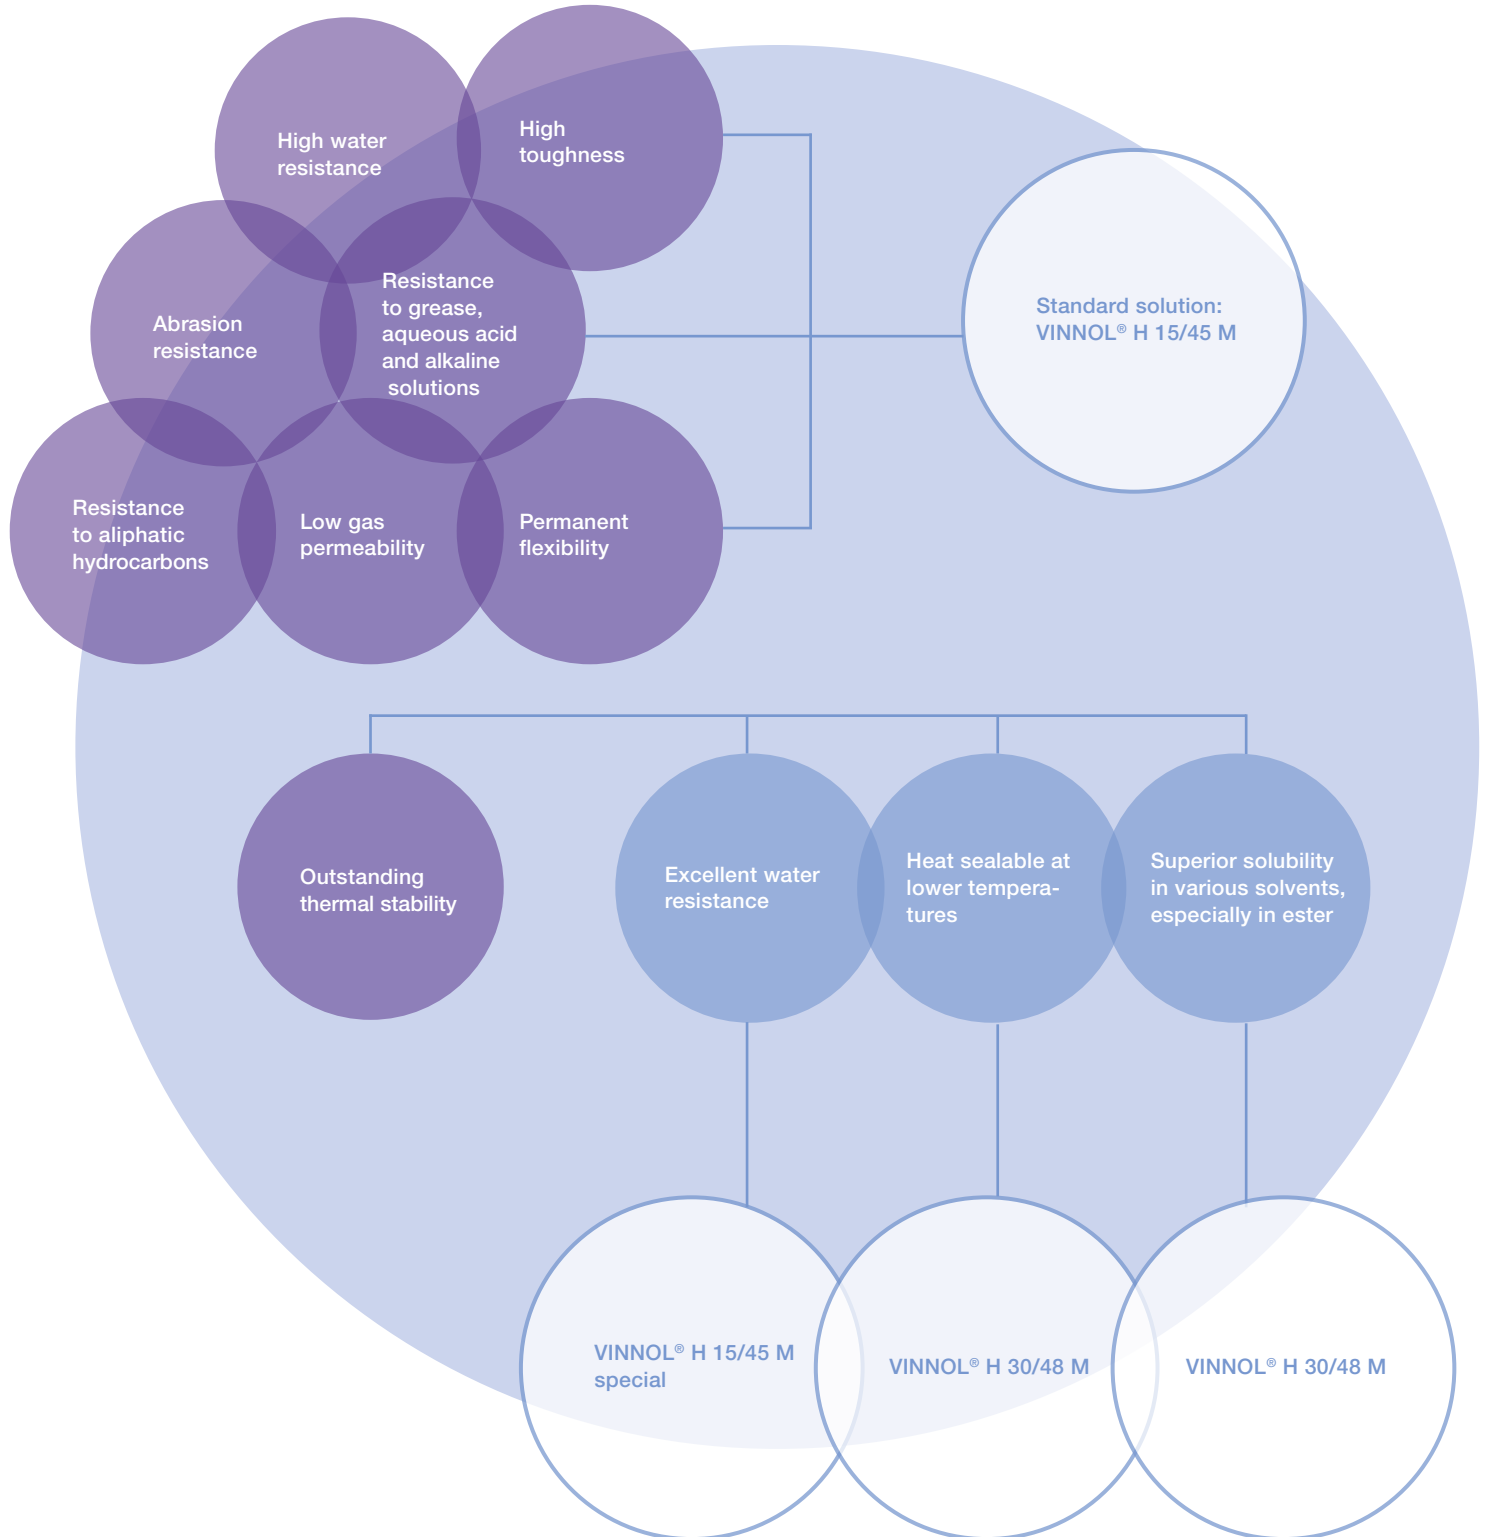 High water
resistance
High
toughness
Abrasion
resistance
Resistance
to grease,
aqueous acid
and alkaline
solutions
Standard solution:
VINNOL® H 15/45 M
Resistance
to aliphatic
hydrocarbons
Low gas
permeability
Permanent
flexibility
Outstanding
thermal stability
Excellent water
resistance
Heat sealable at
lower tempera-
tures
Superior solubility
in various solvents,
especially in ester
VINNOL® H 15/45 M
special
VINNOL® H 30/48 M
VINNOL® H 30/48 M